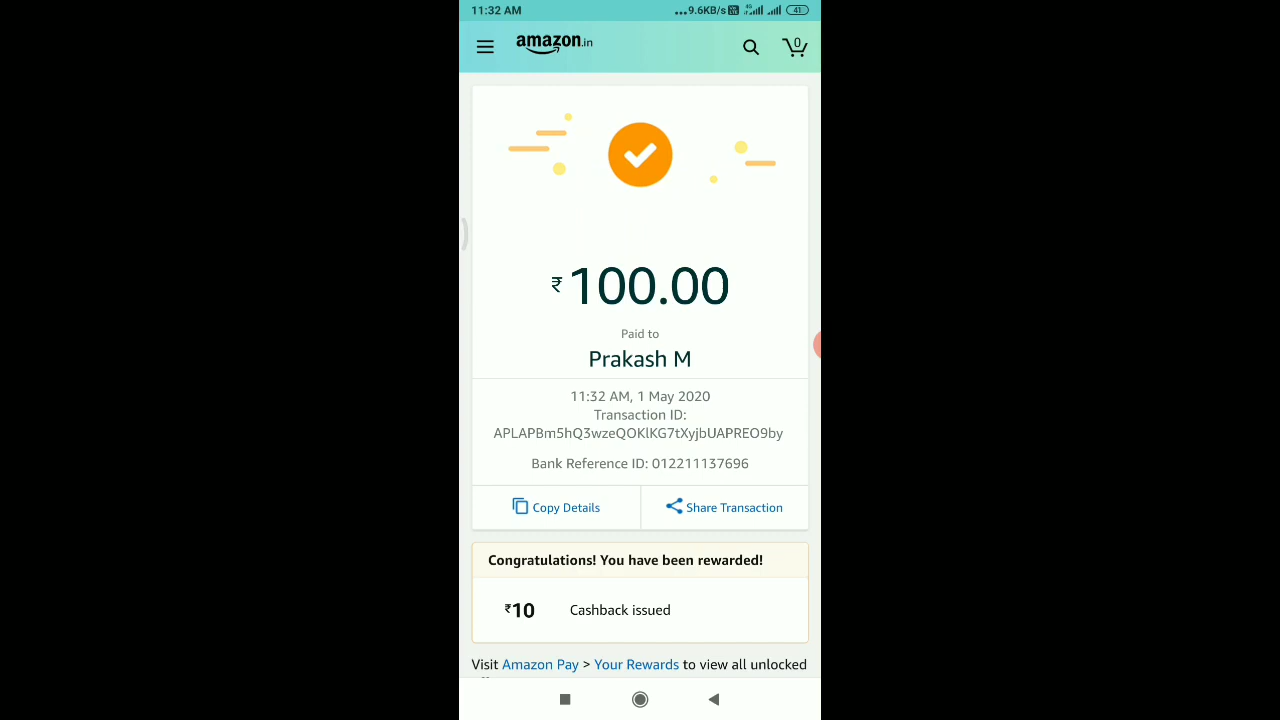 11:32 AM
...9.6KB/s 4G 41
amazon.in
0
₹100.00
Paid to
Prakash M
11:32 AM, 1 May 2020
Transaction ID:
APLAPBm5hQ3wzeQOKlKG7tXyjbUAPREO9by
Bank Reference ID: 012211137696
Copy Details
Share Transaction
Congratulations! You have been rewarded!
₹10 Cashback issued
Visit Amazon Pay > Your Rewards to view all unlocked